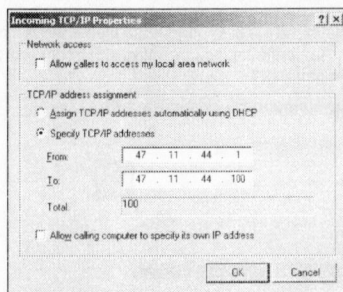 Incoming TCP/IP Properties
Network access
Allow callers to access my local area network
TCP/IP address assignment
Assign TCP/IP addresses automatically using DHCP
Specify TCP/IP addresses
From: 47 . 11 . 44 . 1
To: 47 . 11 . 44 . 100
Total: 100
Allow calling computer to specify its own IP address
OK Cancel